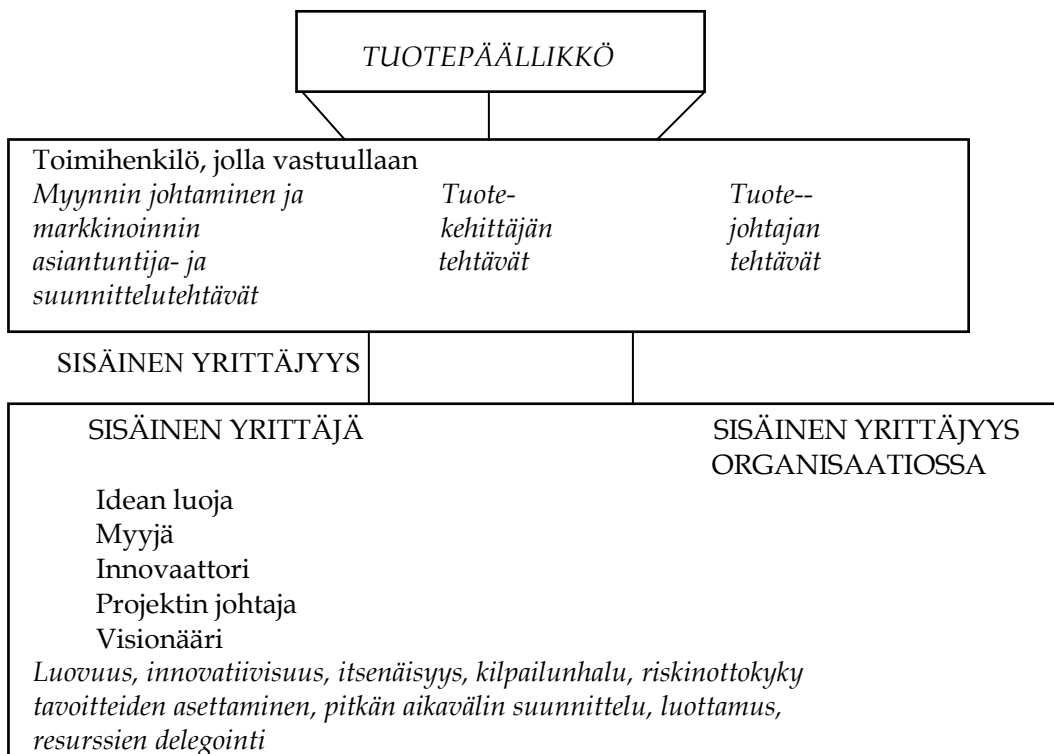 TUOTEPÄÄLLIKKÖ
Toimihenkilö, jolla vastuullaan
Myynnin johtaminen ja
markkinoinnin
asiantuntija- ja
suunnittelutehtävät
Tuote-
kehittäjän
tehtävät
Tuote--
johtajan
tehtävät
SISÄINEN YRITTÄJYYS
SISÄINEN YRITTÄJÄ
Idean luoja
Myyjä
Innovaattori
Projektin johtaja
Visionääri
SISÄINEN YRITTÄJYYS
ORGANISAATIOSSA
Luovuus, innovatiivisuus, itsenäisyys, kilpailunhalu, riskinottokyky
tavoitteiden asettaminen, pitkän aikavälin suunnittelu, luottamus,
resurssien delegointi